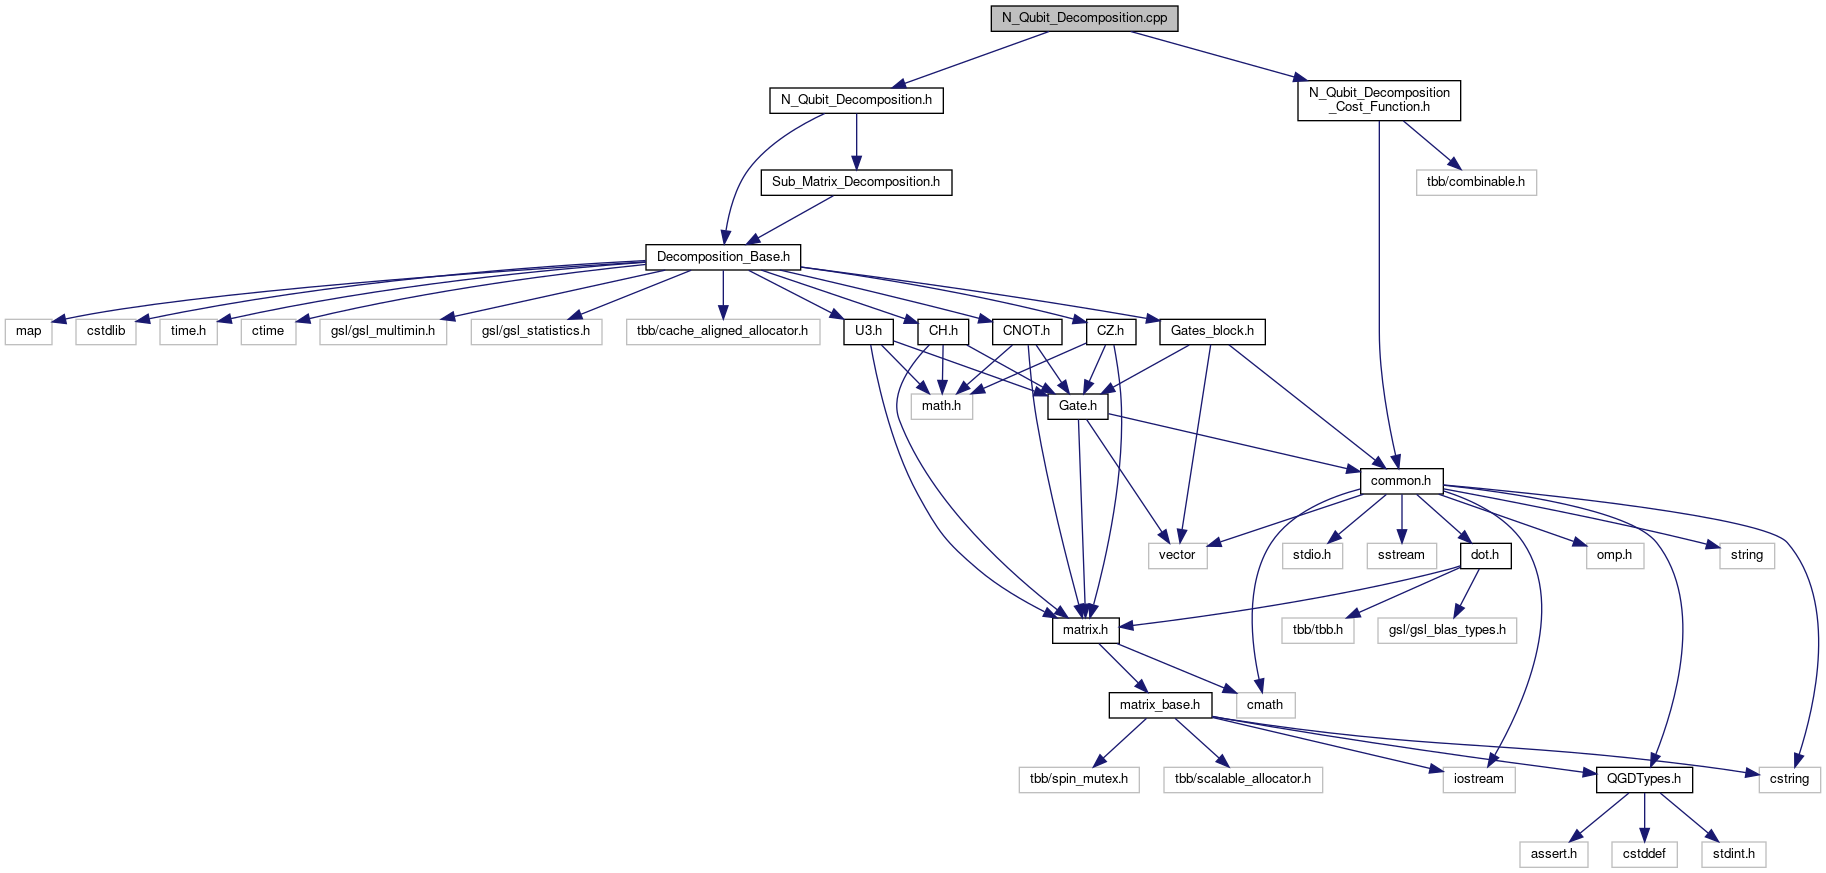 N_Qubit_Decomposition.cpp
N_Qubit_Decomposition.h
N_Qubit_Decomposition
_Cost_Function.h
Sub_Matrix_Decomposition.h
tbb/combinable.h
Decomposition_Base.h
map
cstdlib
time.h
ctime
gsl/gsl_multimin.h
gsl/gsl_statistics.h
tbb/cache_aligned_allocator.h
U3.h
CH.h
CNOT.h
CZ.h
Gates_block.h
math.h
Gate.h
common.h
vector
stdio.h
sstream
dot.h
omp.h
string
matrix.h
tbb/tbb.h
gsl/gsl_blas_types.h
matrix_base.h
cmath
tbb/spin_mutex.h
tbb/scalable_allocator.h
iostream
QGDTypes.h
cstring
assert.h
cstddef
stdint.h